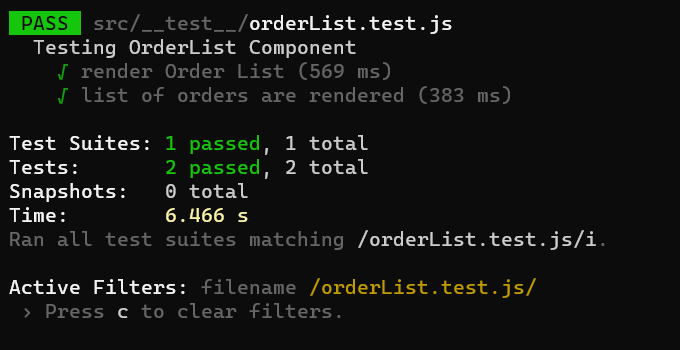 PASS src/__test__/orderList.test.js
Testing OrderList Component
√ render Order List (569 ms)
√ list of orders are rendered (383 ms)
Test Suites: 1 passed, 1 total
Tests: 2 passed, 2 total
Snapshots: 0 total
Time: 6.466 s
Ran all test suites matching /orderList.test.js/i.
Active Filters: filename /orderList.test.js/
› Press c to clear filters.